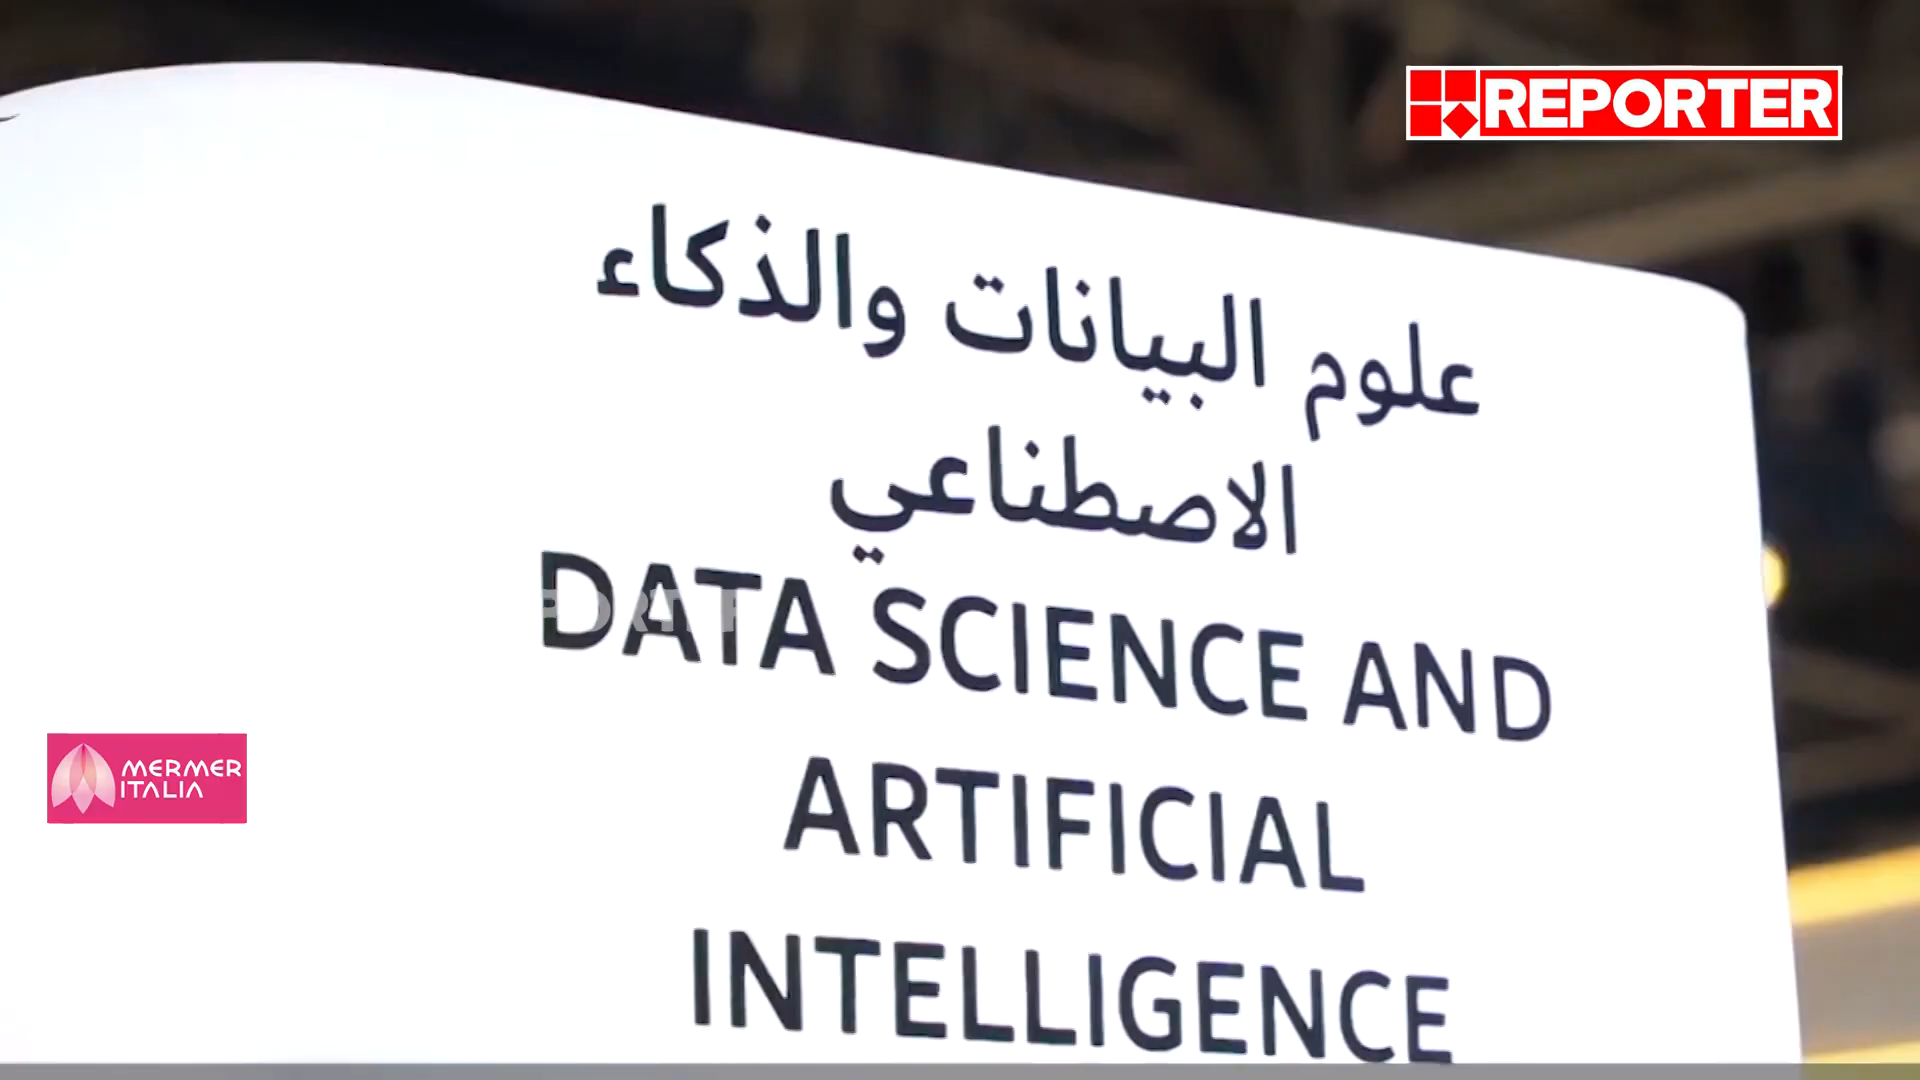 REPORTER
علوم البيانات والذكاء
الاصطناعي
DATA SCIENCE AND
ARTIFICIAL
INTELLIGENCE
MERMER
ITALIA